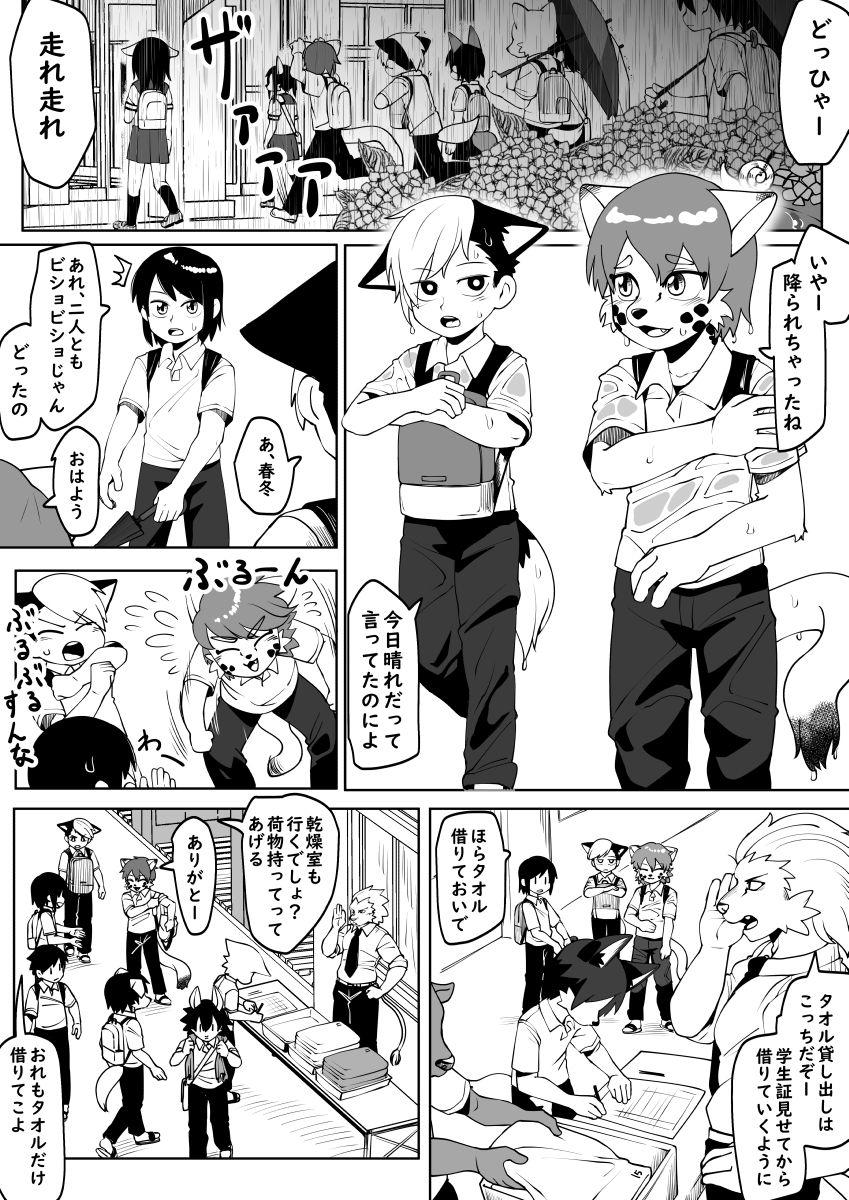 どっひゃー
ザァァァ
走れ走れ
いやー
降られちゃったね
今日晴れだって
言ってたのによ
あ、春冬
あれ、二人とも
ビショビショじゃん
どったの
おはよう
ぶるーん
ぶるぶる
すんな
わー
ほらタオル
借りておいで
タオル貸し出しは
こっちだぞー
学生証見せてから
借りていくように
15
乾燥室も
行くでしょ？
荷物持ってって
あげる
ありがとー
おれもタオルだけ
借りてこよ